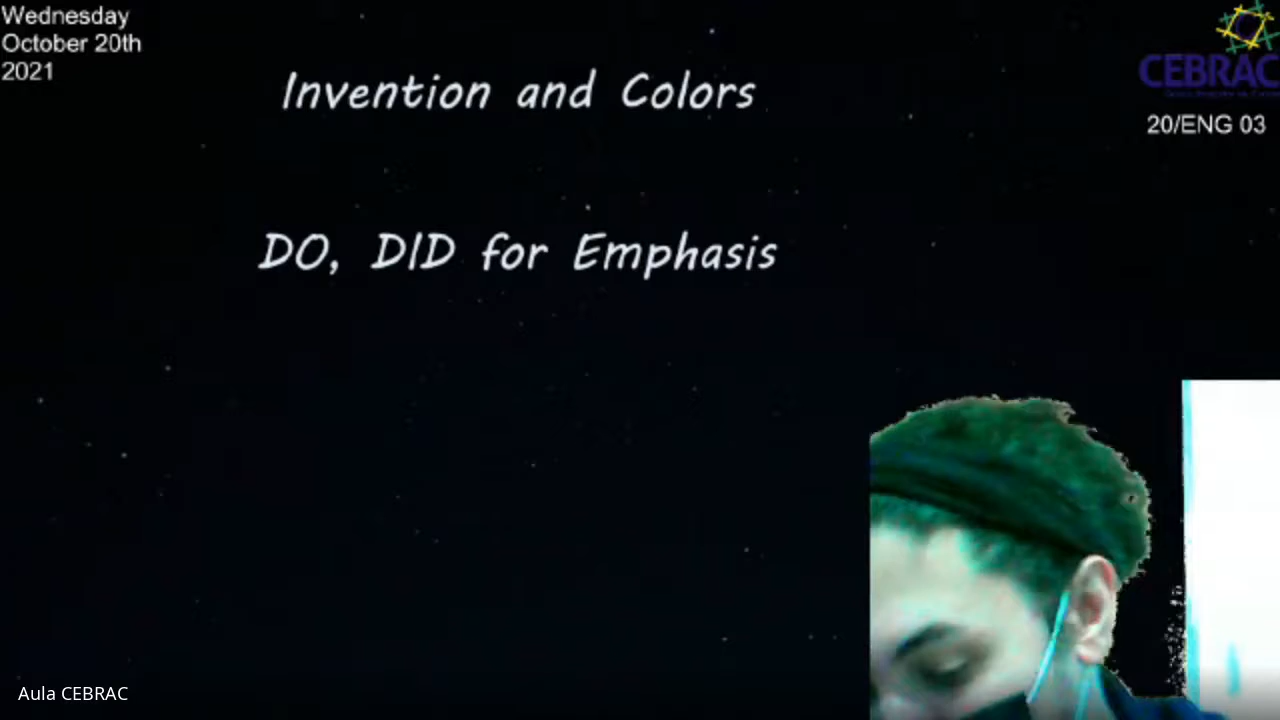 Wednesday
October 20th
2021
Invention and Colors
CEBRAC
20/ENG 03
DO, DID for Emphasis
Aula CEBRAC